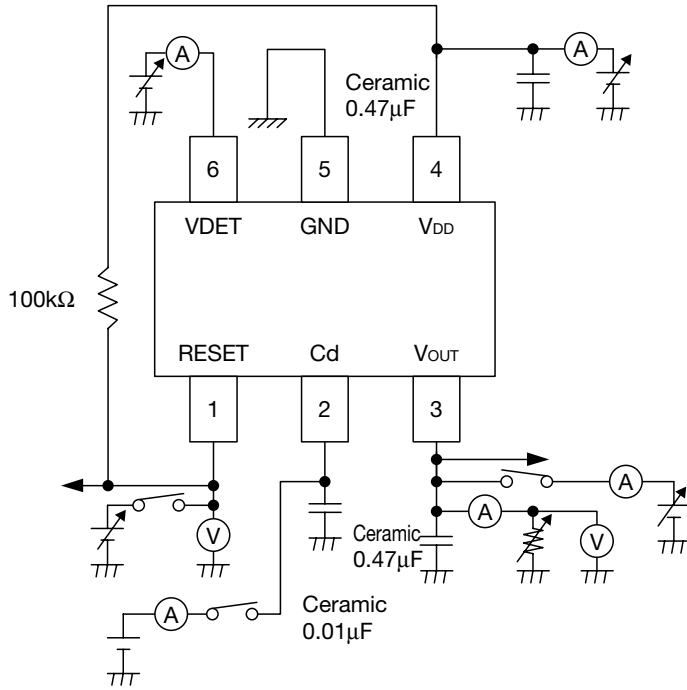 A
A
Ceramic
0.47μF
6
5
4
VDET
GND
VDD
100kΩ
RESET
Cd
VOUT
1
2
3
A
A
V
Ceramic
0.47μF
V
A
Ceramic
0.01μF